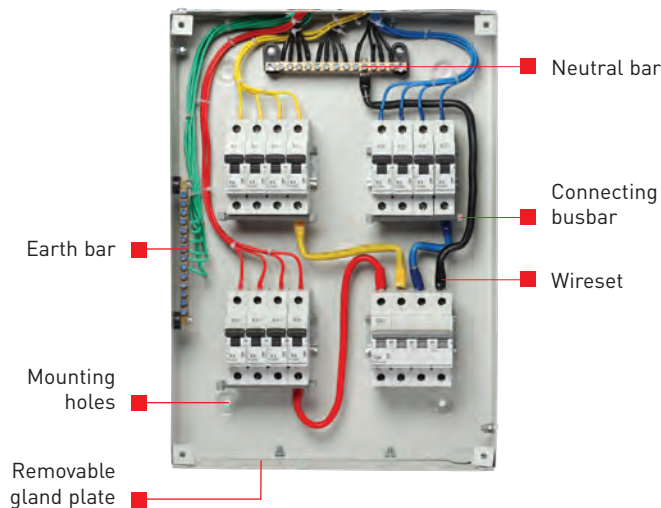 Neutral bar
Connecting
busbar
Earth bar
Wireset
Mounting
holes
Removable
gland plate